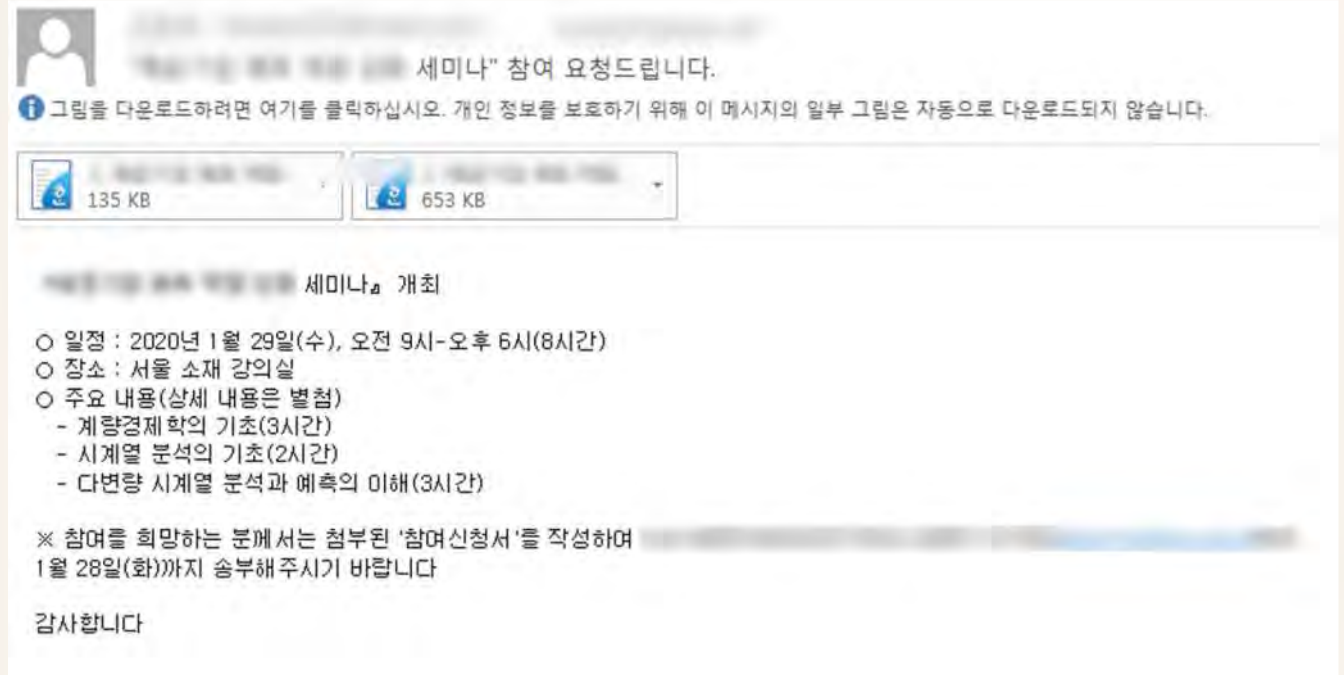 세미나" 참여 요청드립니다.
그림을 다운로드하려면 여기를 클릭하십시오. 개인 정보를 보호하기 위해 이 메시지의 일부 그림은 자동으로 다운로드되지 않습니다.
135 KB
653 KB
세미나』 개최
○ 일정 : 2020년 1월 29일(수), 오전 9시-오후 6시(8시간)
○ 장소 : 서울 소재 강의실
○ 주요 내용(상세 내용은 별첨)
- 계량경제학의 기초(3시간)
- 시계열 분석의 기초(2시간)
- 다변량 시계열 분석과 예측의 이해(3시간)
※ 참여를 희망하는 분께서는 첨부된 '참여신청서'를 작성하여
1월 28일(화)까지 송부해주시기 바랍니다
감사합니다